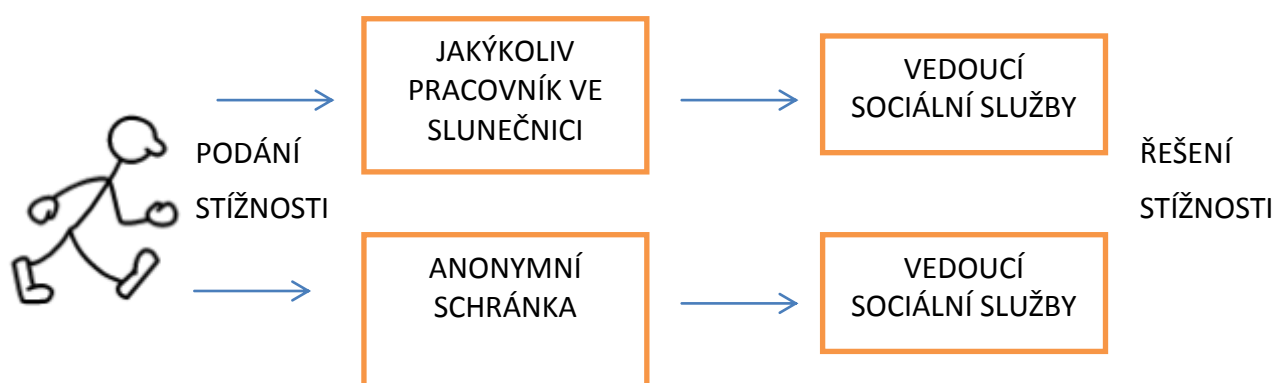 JAKÝKOLIV
PRACOVNÍK VE
SLUNEČNICI
VEDOUCÍ
SOCIÁLNÍ SLUŽBY
PODÁNÍ
STÍŽNOSTI
ŘEŠENÍ
STÍŽNOSTI
ANONYMNÍ
SCHRÁNKA
VEDOUCÍ
SOCIÁLNÍ SLUŽBY